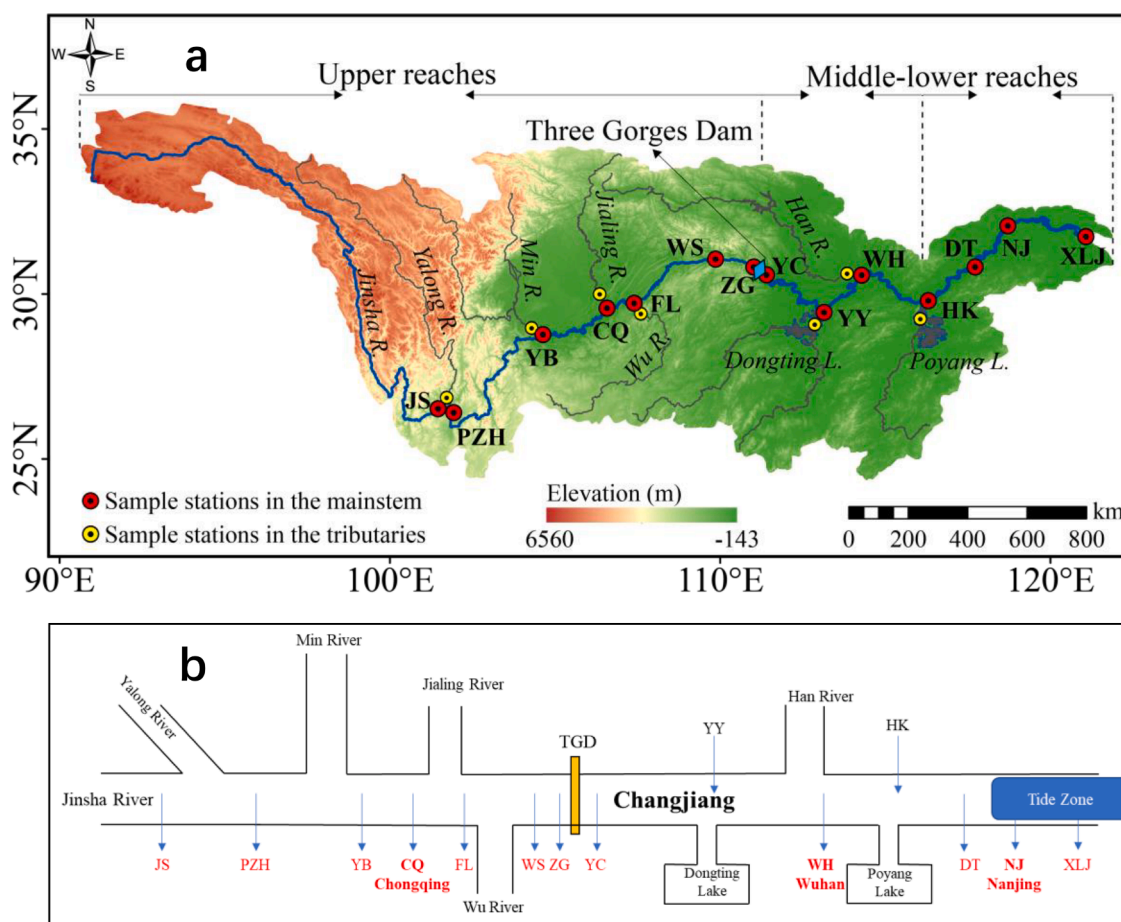 N
W
E
S
a
Upper reaches
Middle-lower reaches
Three Gorges Dam
35°N
30°N
25°N
Jinsha R
Yalong R.
Min R.
Jialing R
Wu R.
Han R.
Dongting L.
Poyang L.
JS
PZH
YB
CQ
FL
WS
ZG
YC
YY
WH
HK
DT
NJ
XLJ
Sample stations in the mainstem
Sample stations in the tributaries
Elevation (m)
6560
-143
km
0 200 400 600 800
90°E
100°E
110°E
120°E
b
Min River
Yalong River
Jialing River
Han River
YY
HK
TGD
Jinsha River
Changjiang
Tide Zone
JS
PZH
YB
CQ
Chongqing
FL
WS
ZG
YC
Dongting
Lake
WH
Wuhan
Poyang
Lake
DT
NJ
Nanjing
XLJ
Wu River